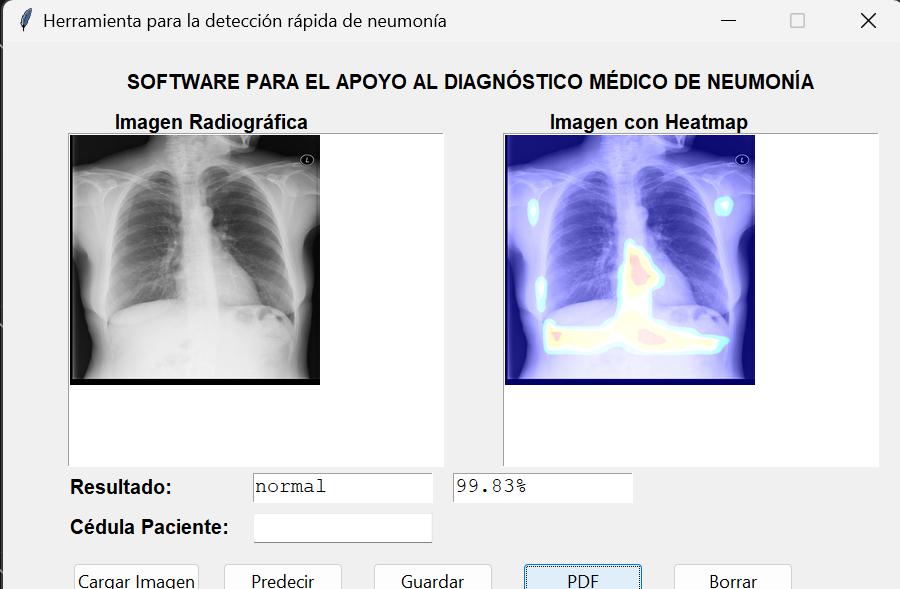 Herramienta para la detección rápida de neumonía
SOFTWARE PARA EL APOYO AL DIAGNÓSTICO MÉDICO DE NEUMONÍA
Imagen Radiográfica
Imagen con Heatmap
Resultado:
normal
99.83%
Cédula Paciente:
Cargar Imagen
Predecir
Guardar
PDF
Borrar